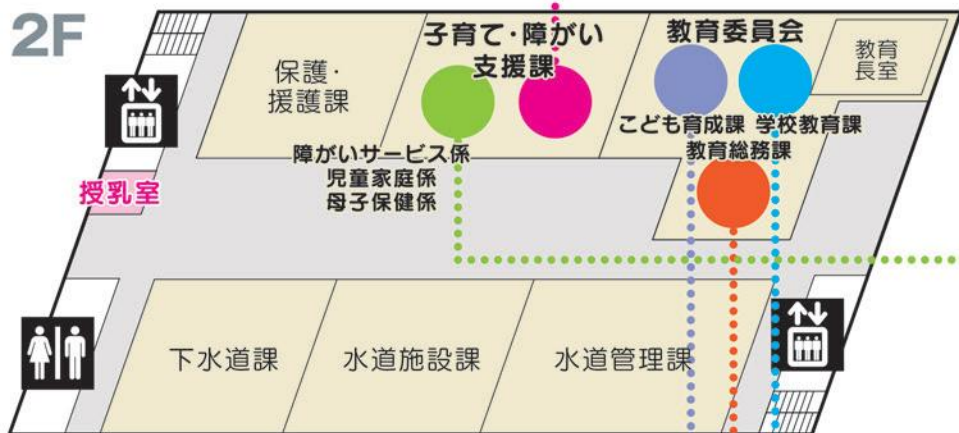 2F
子育て・障がい
支援課
教育委員会
教育
長室
保護・
援護課
こども育成課 学校教育課
教育総務課
障がいサービス係
児童家庭係
母子保健係
授乳室
下水道課
水道施設課
水道管理課